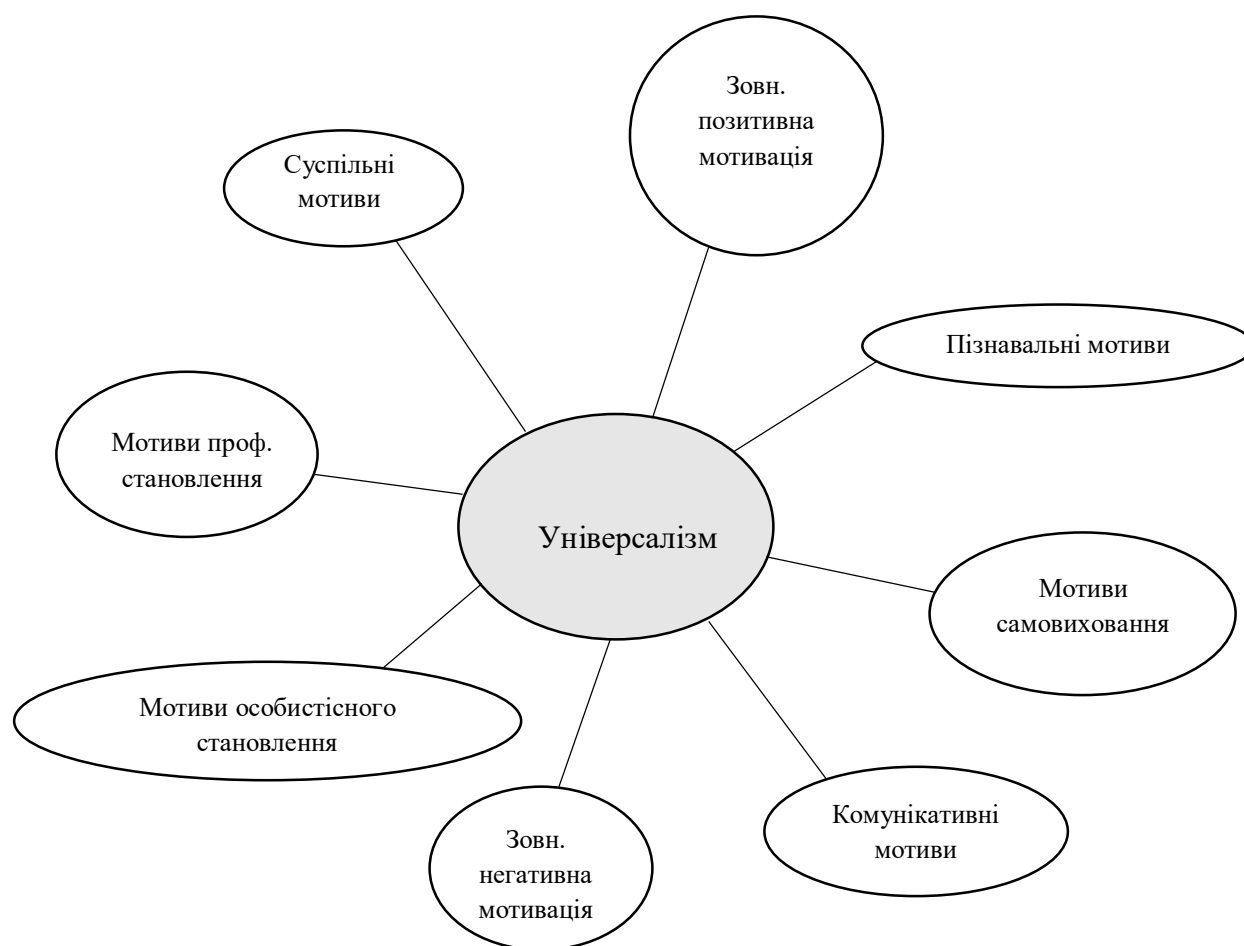 Зовн.
позитивна
мотивація
Суспільні
мотиви
Пізнавальні мотиви
Мотиви проф.
становлення
Універсалізм
Мотиви
самовиховання
Мотиви особистісного
становлення
Комунікативні
мотиви
Зовн.
негативна
мотивація